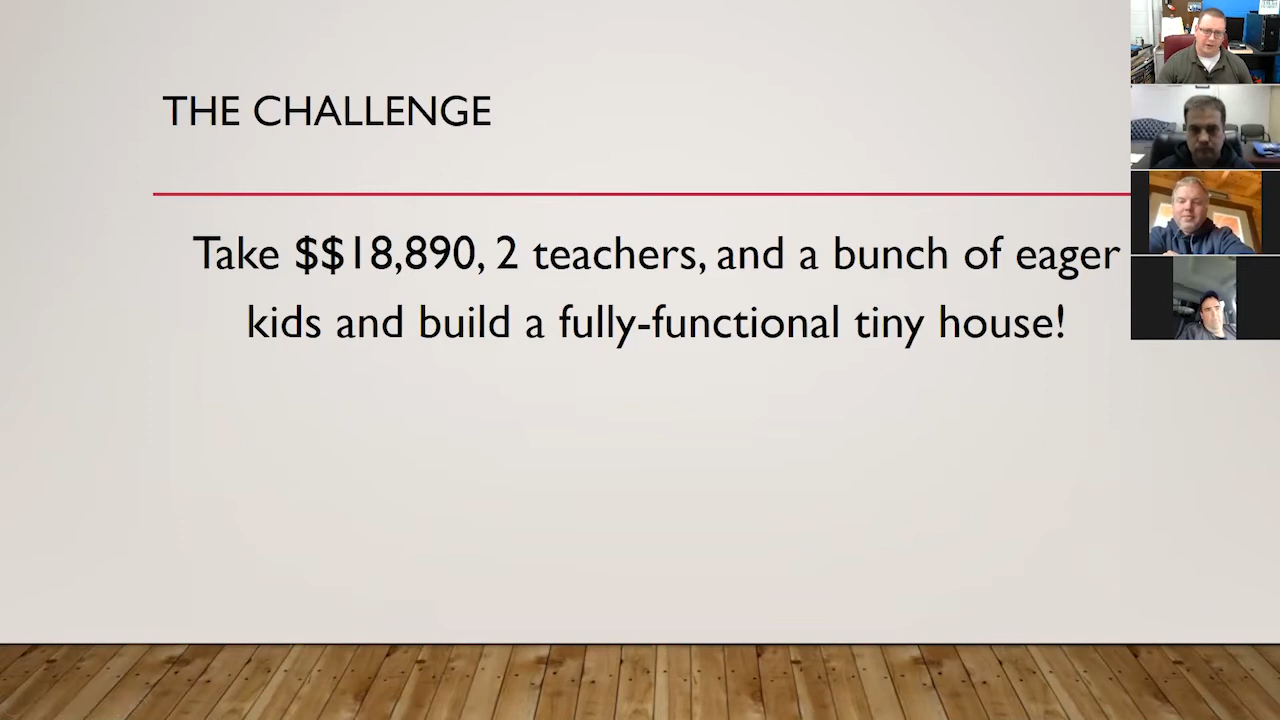 THE CHALLENGE
Take $$18,890, 2 teachers, and a bunch of eager
kids and build a fully-functional tiny house!